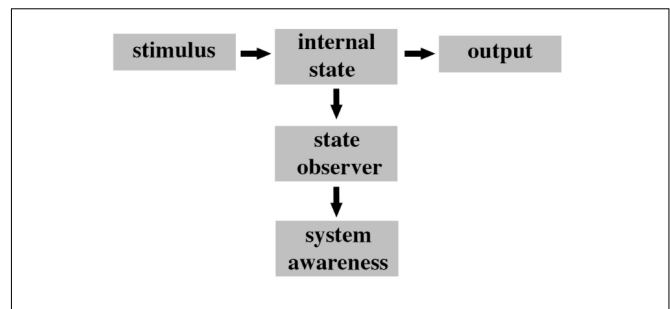 stimulus
internal
state
output
state
observer
system
awareness